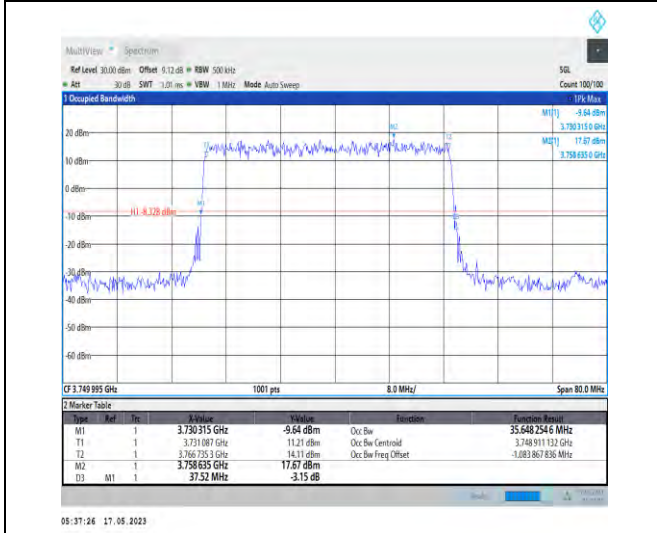 MultiView Spectrum
Ref Level 30.00 dBm Offset 9.12 dB RBW 500 kHz SGL
Att 30 dB SWT 1.01 ms VBW 1 MHz Mode Auto Sweep Count 100/100
1 Occupied Bandwidth 1Pk Max
M1[1] -9.64 dBm
3.730 315 0 GHz
M2[1] 17.67 dBm
3.758 635 0 GHz
M2
T1
T2
20 dBm
10 dBm
0 dBm
M1
H1 -8.328 dBm
-10 dBm
-20 dBm
-30 dBm
-40 dBm
-50 dBm
-60 dBm
CF 3.749 995 GHz 1001 pts 8.0 MHz/ Span 80.0 MHz
2 Marker Table
Type Ref Trc X-Value Y-Value Function Function Result
M1 1 3.730 315 GHz -9.64 dBm Occ Bw 35.648 254 6 MHz
T1 1 3.731 087 GHz 11.21 dBm Occ Bw Centroid 3.748 911 132 GHz
T2 1 3.766 735 3 GHz 14.11 dBm Occ Bw Freq Offset -1.083 867 836 MHz
M2 1 3.758 635 GHz 17.67 dBm
D3 M1 1 37.52 MHz -3.15 dB
05:37:26 17.05.2023